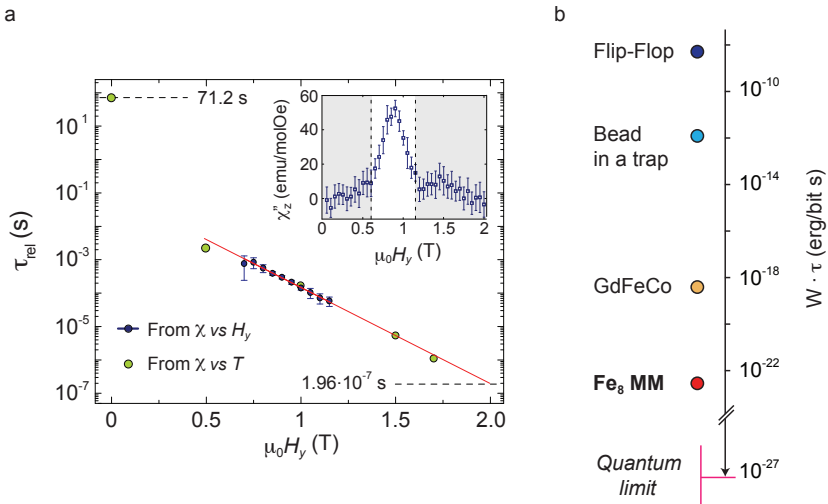 a
b
10¹
10⁻¹
10⁻³
10⁻⁵
10⁻⁷
τrel (s)
71.2 s
60
40
20
0
χ"z (emu/molOe)
0 0.5 1 1.5 2
μ₀Hy (T)
From χ vs Hy
From χ vs T
1.96·10⁻⁷ s
0 0.5 1.0 1.5 2.0
μ₀Hy (T)
Flip-Flop
10⁻¹⁰
Bead
in a trap
10⁻¹⁴
GdFeCo
10⁻¹⁸
10⁻²²
Fe₈ MM
Quantum
limit
10⁻²⁷
W · τ (erg/bit s)